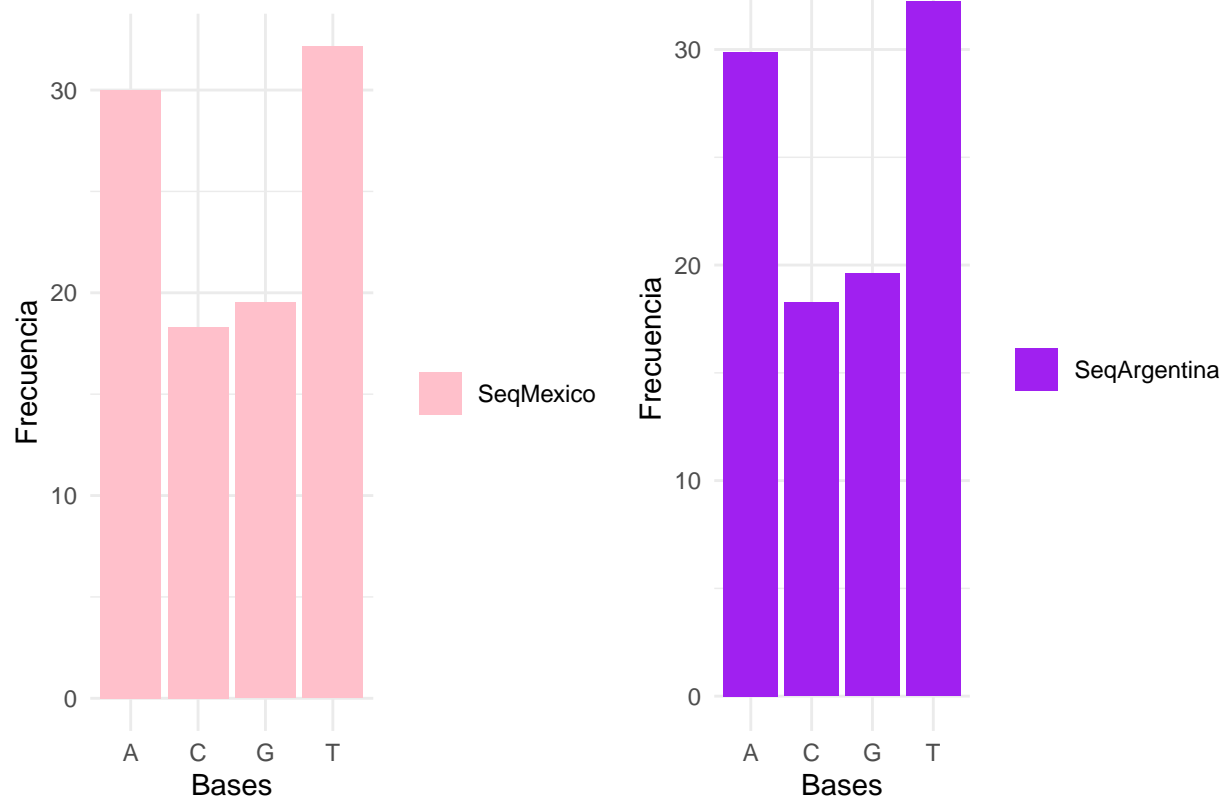 Frecuencia
30
20
10
0
A C G T
Bases
SeqMexico
Frecuencia
30
20
10
0
A C G T
Bases
SeqArgentina